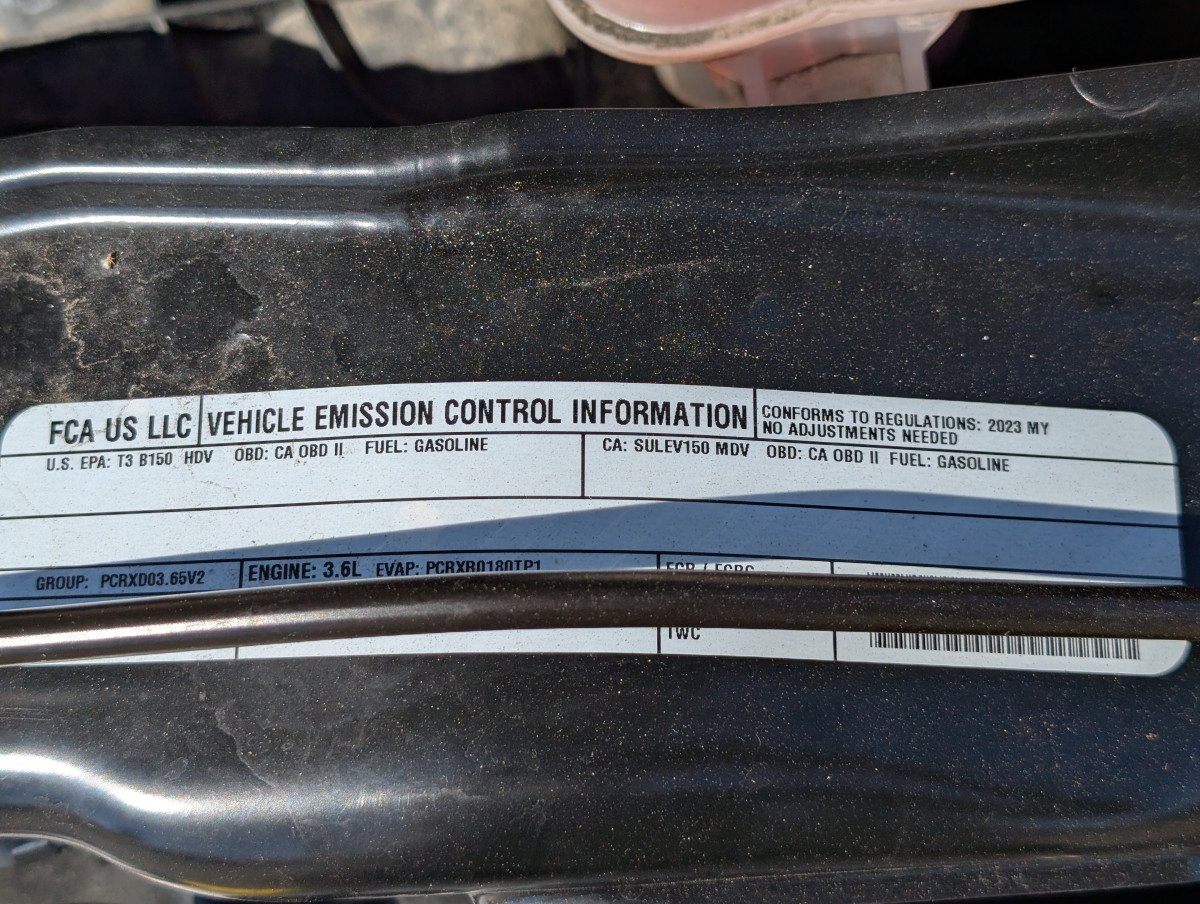 FCA US LLC
VEHICLE EMISSION CONTROL INFORMATION
CONFORMS TO REGULATIONS: 2023 MY
NO ADJUSTMENTS NEEDED
U.S. EPA: T3 B150 HDV OBD: CA OBD II FUEL: GASOLINE
CA: SULEV150 MDV OBD: CA OBD II FUEL: GASOLINE
GROUP: PCRXD03.65V2
ENGINE: 3.6L EVAP: PCRXR0180TP1
TWC